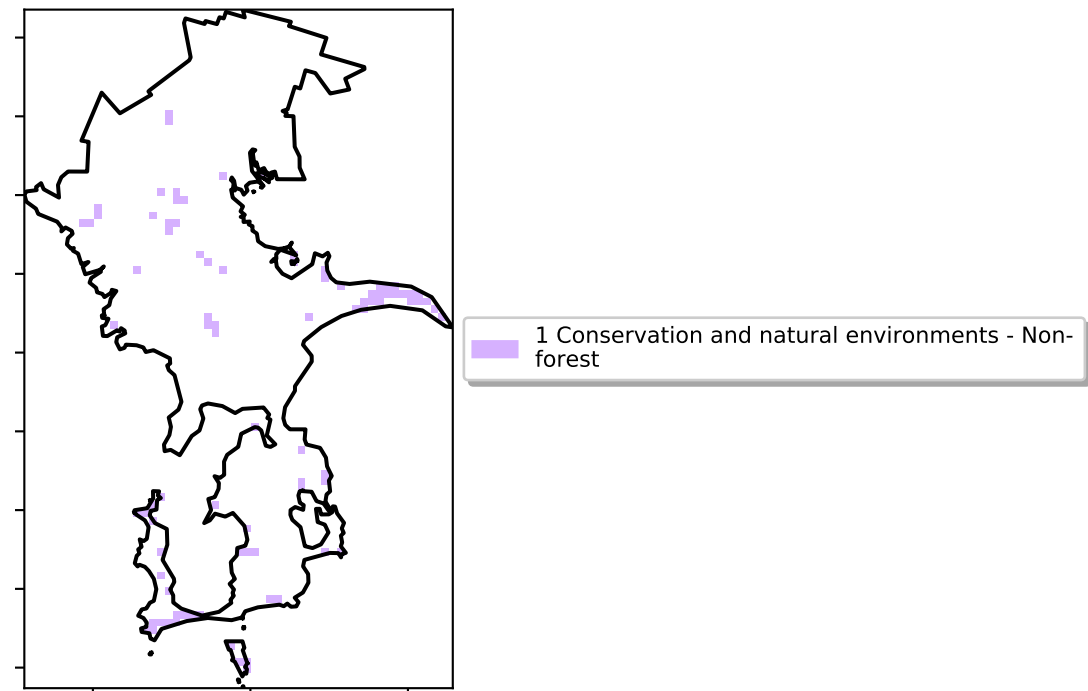 1 Conservation and natural environments - Non-
forest